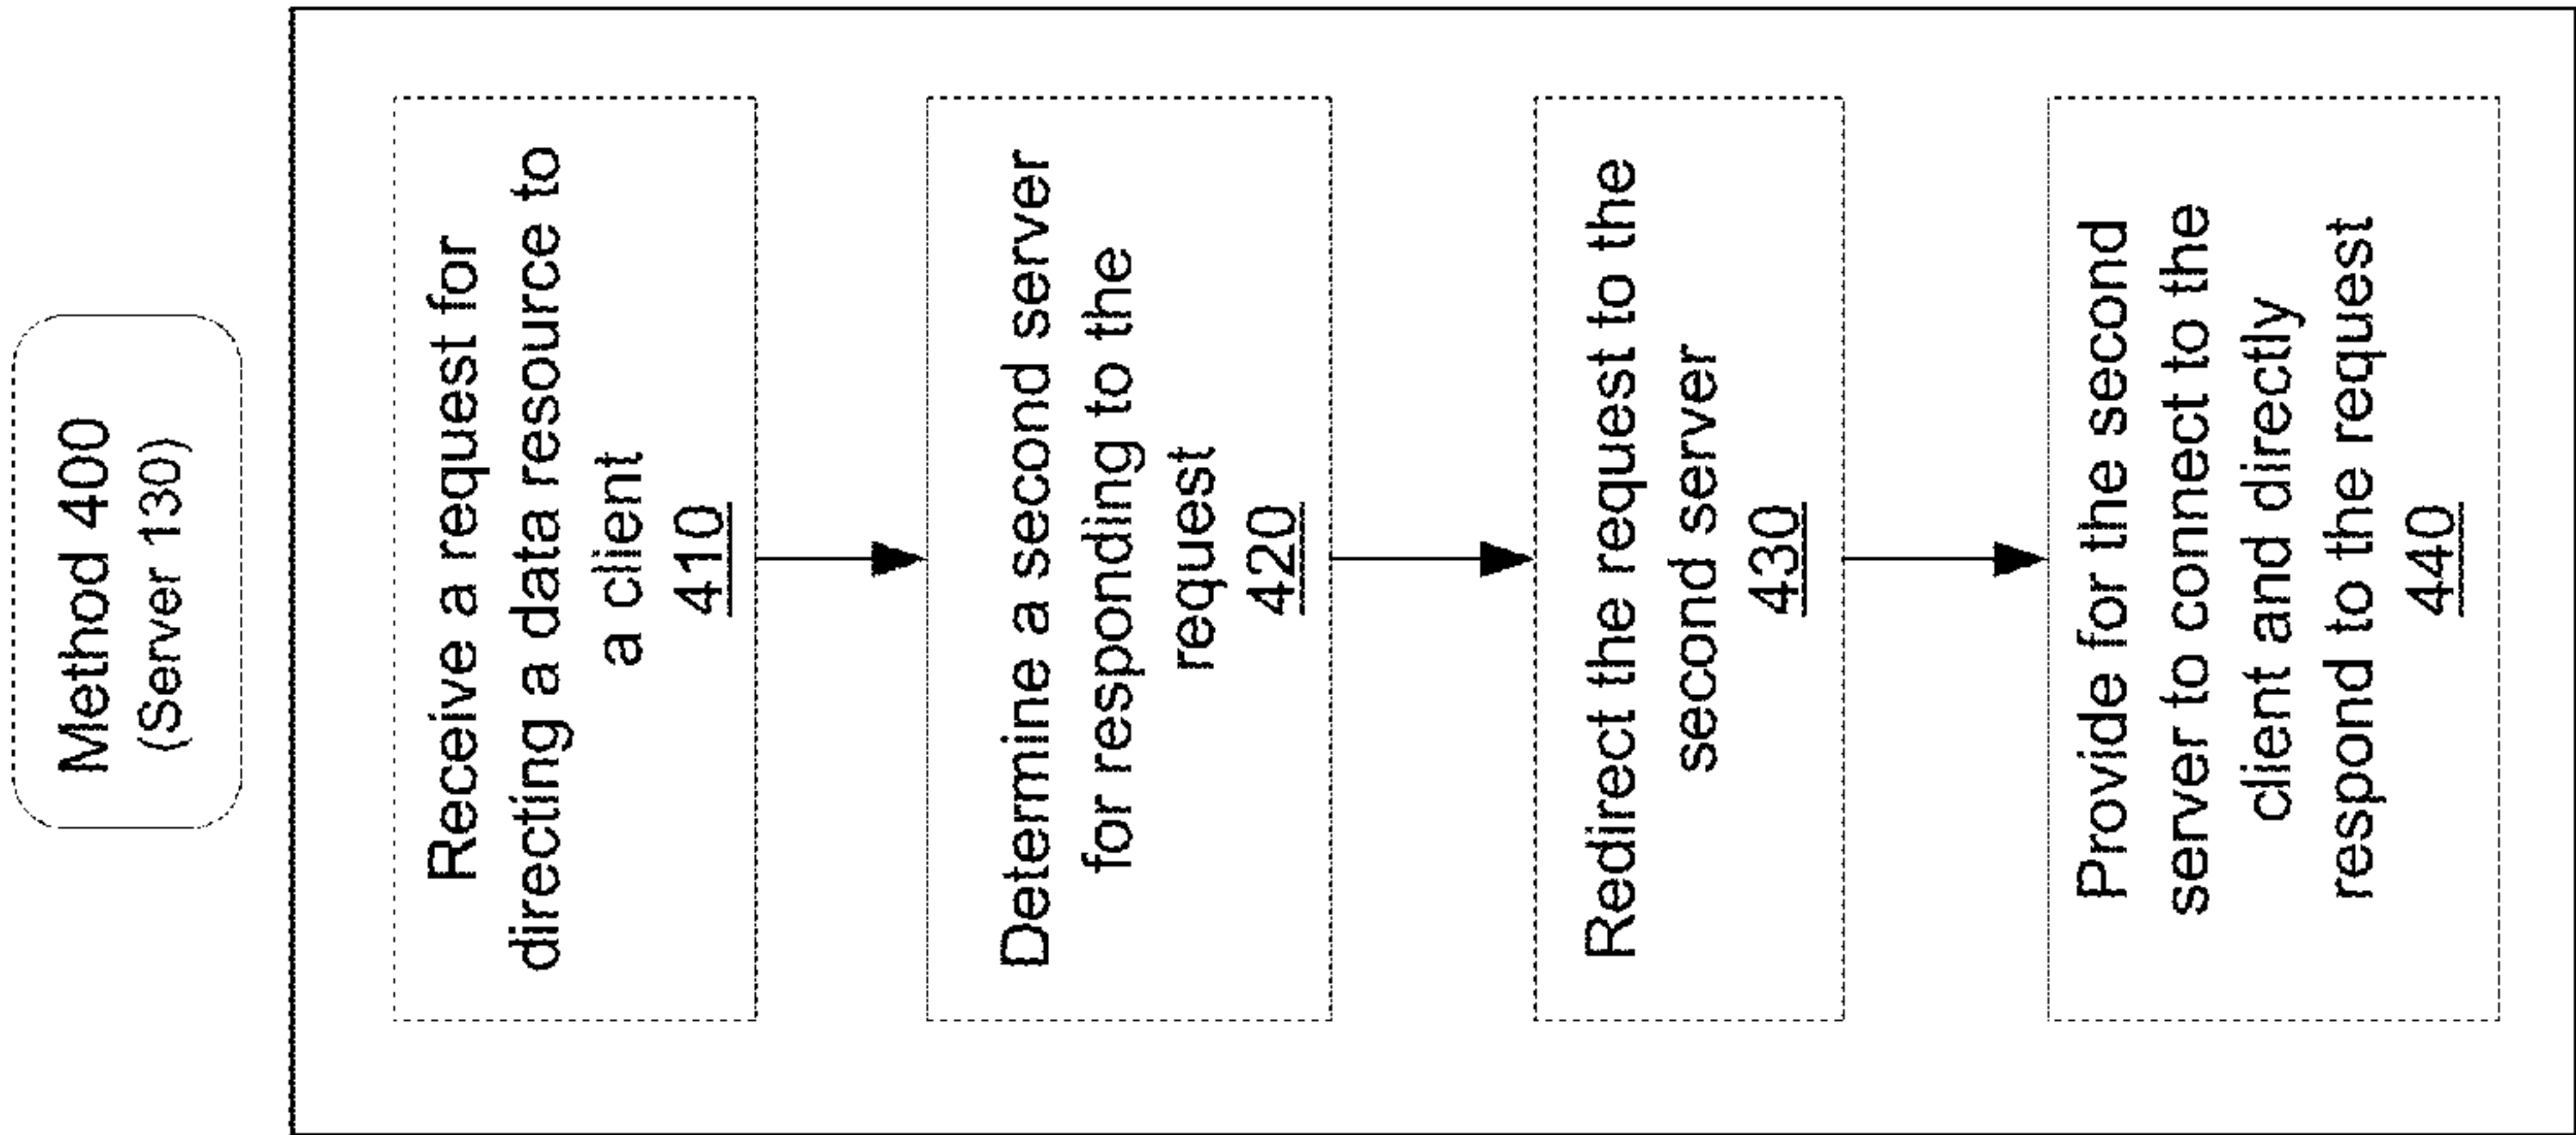 Method 400
(Server 130)
Receive a request for
directing a data resource to
a client
410
Determine a second server
for responding to the
request
420
Redirect the request to the
second server
430
Provide for the second
server to connect to the
client and directly
respond to the request
440